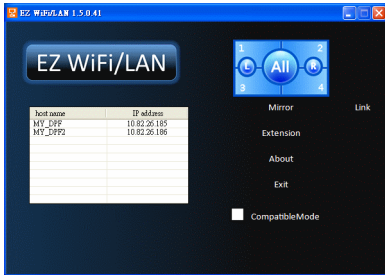 EZ WiFi/LAN 1.5.0.41
EZ WiFi/LAN
1 2
L All R
3 4
host name IP address
MY_DPF 10.82.26.185
MY_DPF2 10.82.26.186
Mirror Link
Extension
About
Exit
CompatibleMode